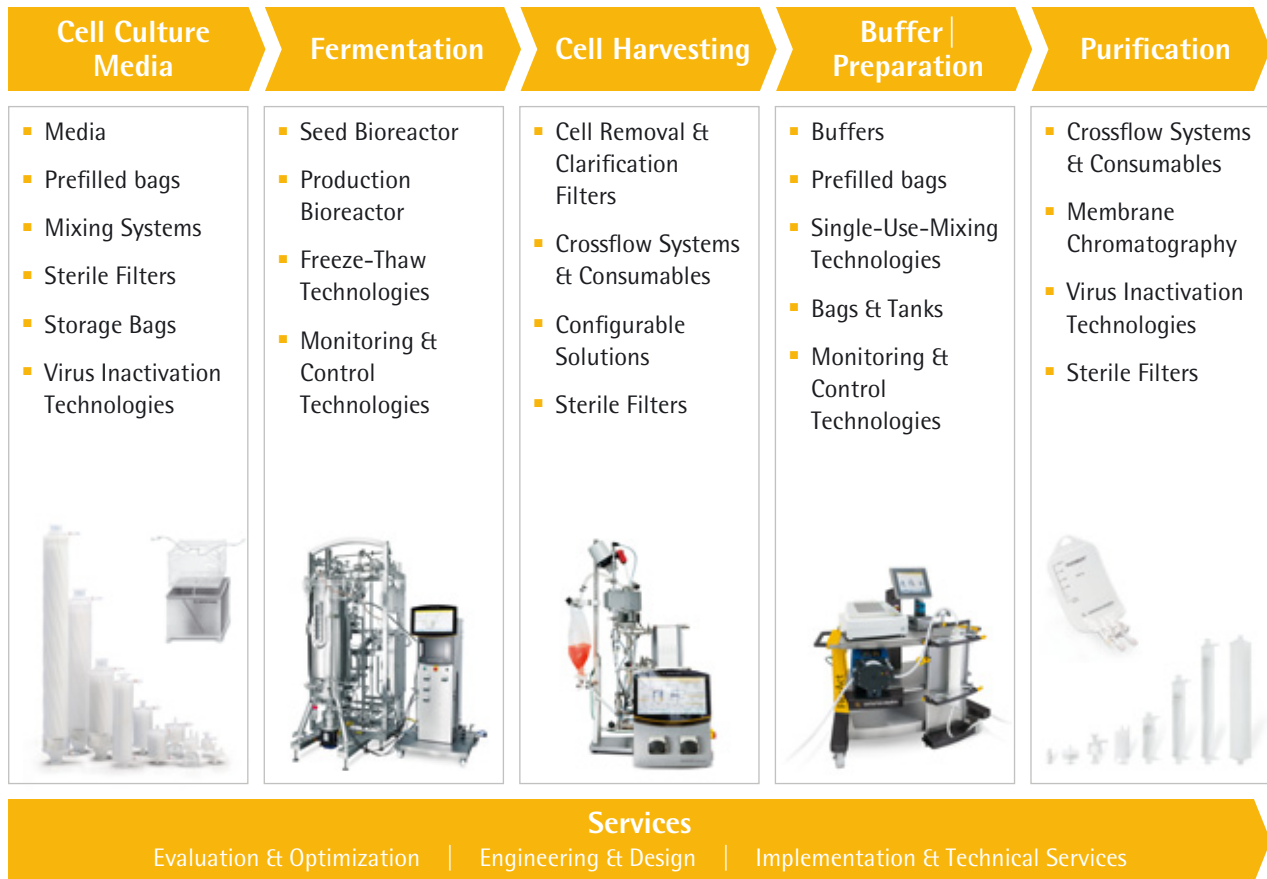 Cell Culture
Media
Fermentation
Cell Harvesting
Buffer|
Preparation
Purification
Media
Prefilled bags
Mixing Systems
Sterile Filters
Storage Bags
Virus Inactivation
Technologies
Seed Bioreactor
Production
Bioreactor
Freeze-Thaw
Technologies
Monitoring &
Control
Technologies
Cell Removal &
Clarification
Filters
Crossflow Systems
& Consumables
Configurable
Solutions
Sterile Filters
Buffers
Prefilled bags
Single-Use-Mixing
Technologies
Bags & Tanks
Monitoring &
Control
Technologies
Crossflow Systems
& Consumables
Membrane
Chromatography
Virus Inactivation
Technologies
Sterile Filters
Services
Evaluation & Optimization | Engineering & Design | Implementation & Technical Services